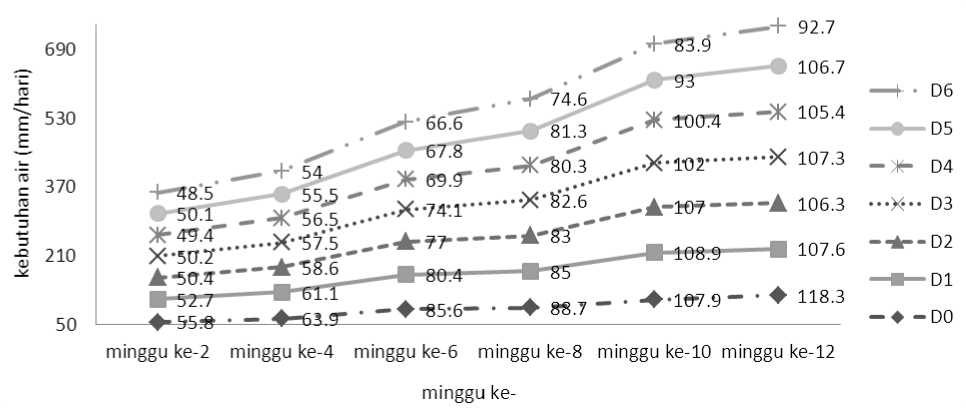 690
530
370
210
50
kebutuhan air (mm/hari)
48.5 54 66.6 74.6 83.9 92.7
50.1 55.5 67.8 81.3 93 106.7
49.4 56.5 69.9 80.3 100.4 105.4
50.2 57.5 74.1 82.6 102 107.3
50.4 58.6 77 83 107 106.3
52.7 61.1 80.4 85 108.9 107.6
55.8 63.9 85.6 88.7 107.9 118.3
minggu ke-2 minggu ke-4 minggu ke-6 minggu ke-8 minggu ke-10 minggu ke-12
minggu ke-
D6
D5
D4
D3
D2
D1
D0